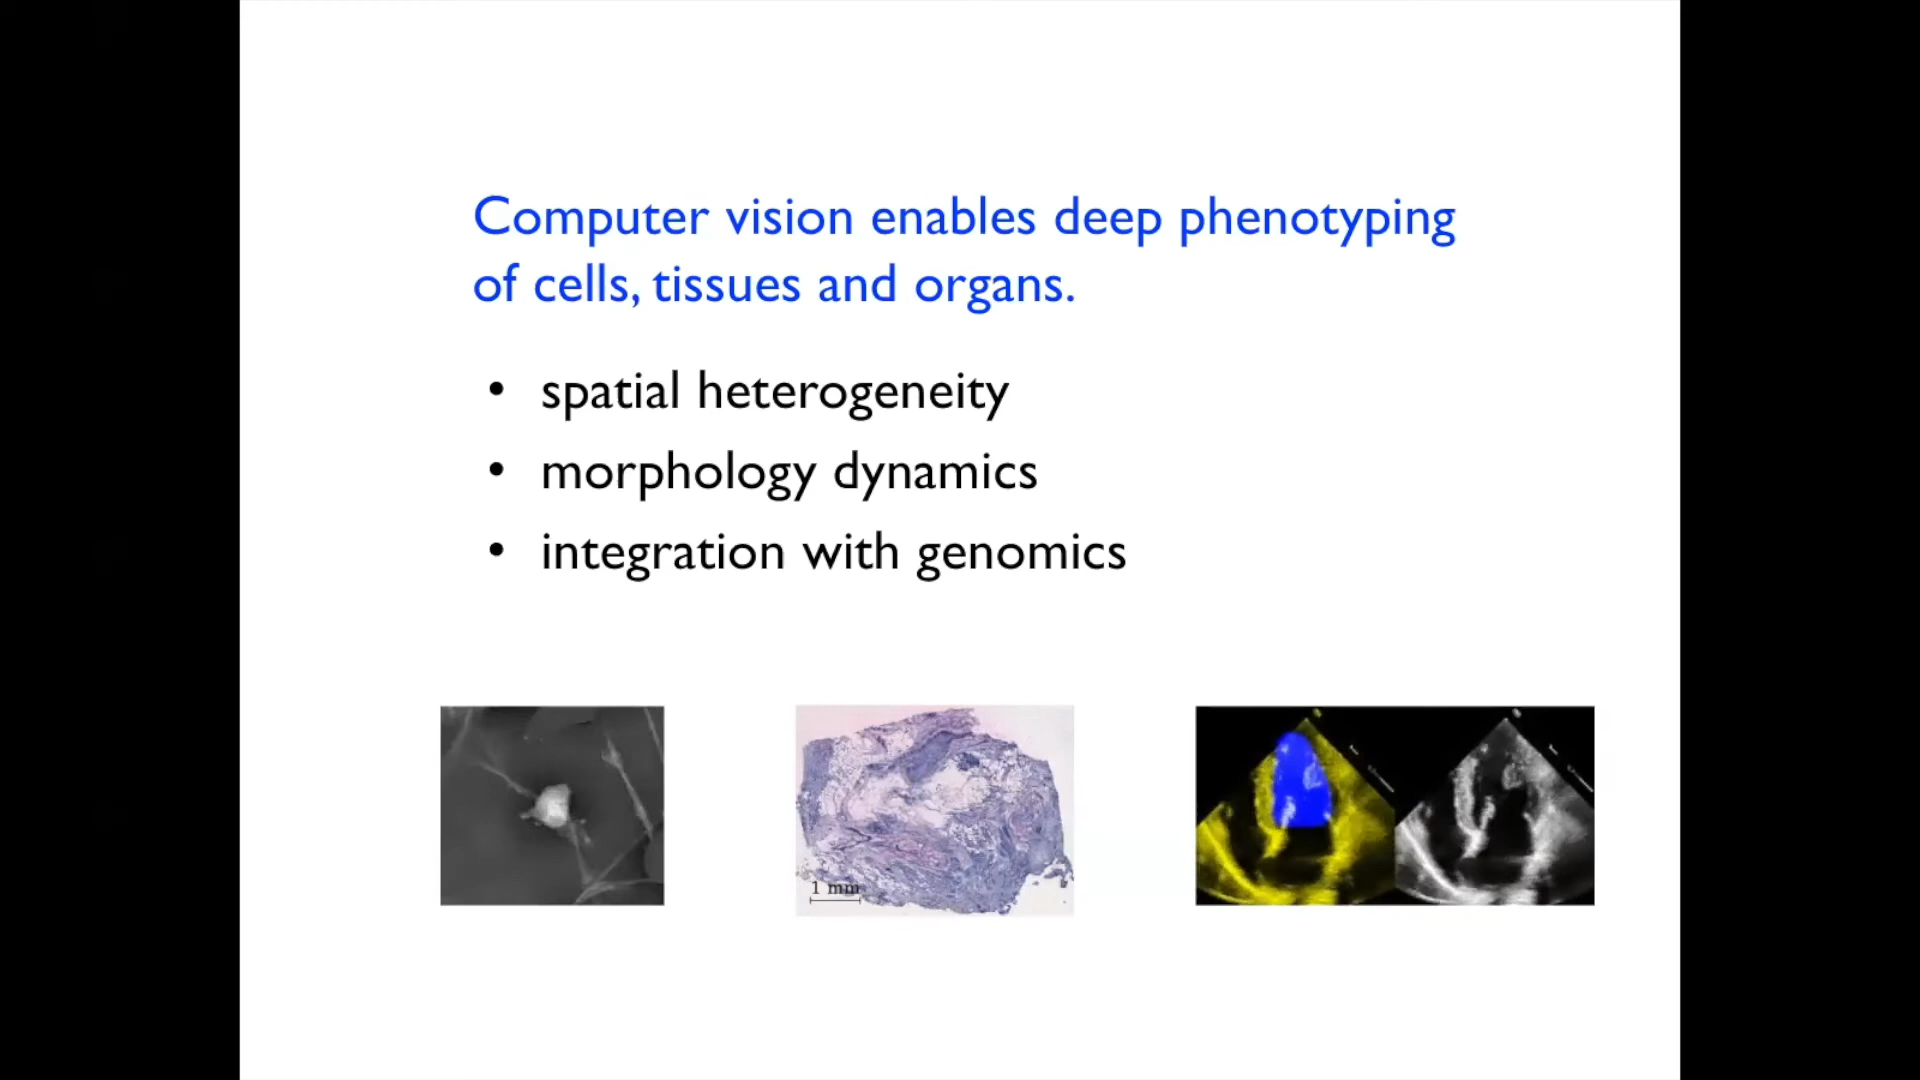 Computer vision enables deep phenotyping
of cells, tissues and organs.
• spatial heterogeneity
• morphology dynamics
• integration with genomics
1 mm